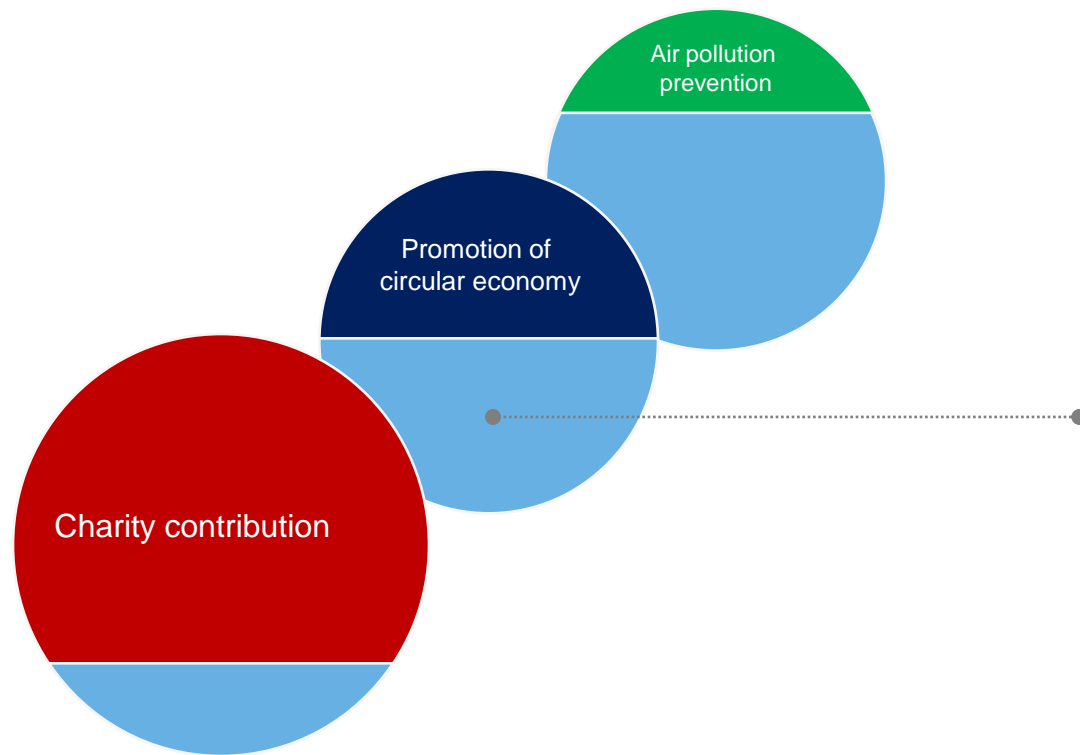 Air pollution
prevention
Promotion of
circular economy
Charity contribution